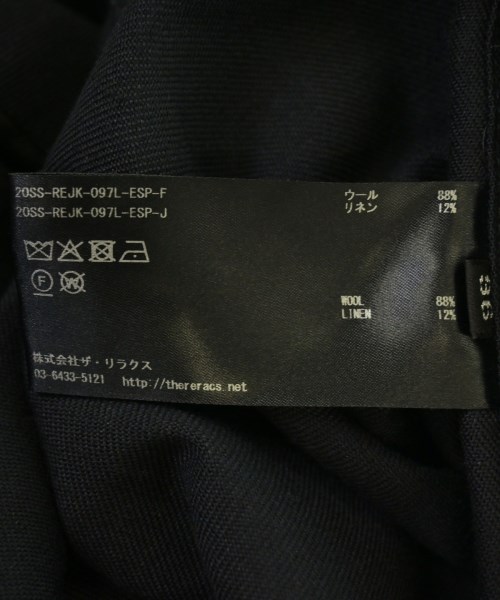 20SS-REJK-097L-ESP-F
20SS-REJK-097L-ESP-J
ウール 88%
リネン 12%
F
W
WOOL 88%
LINEN 12%
株式会社ザ・リラクス
03-6433-5121 http://thereracs.net